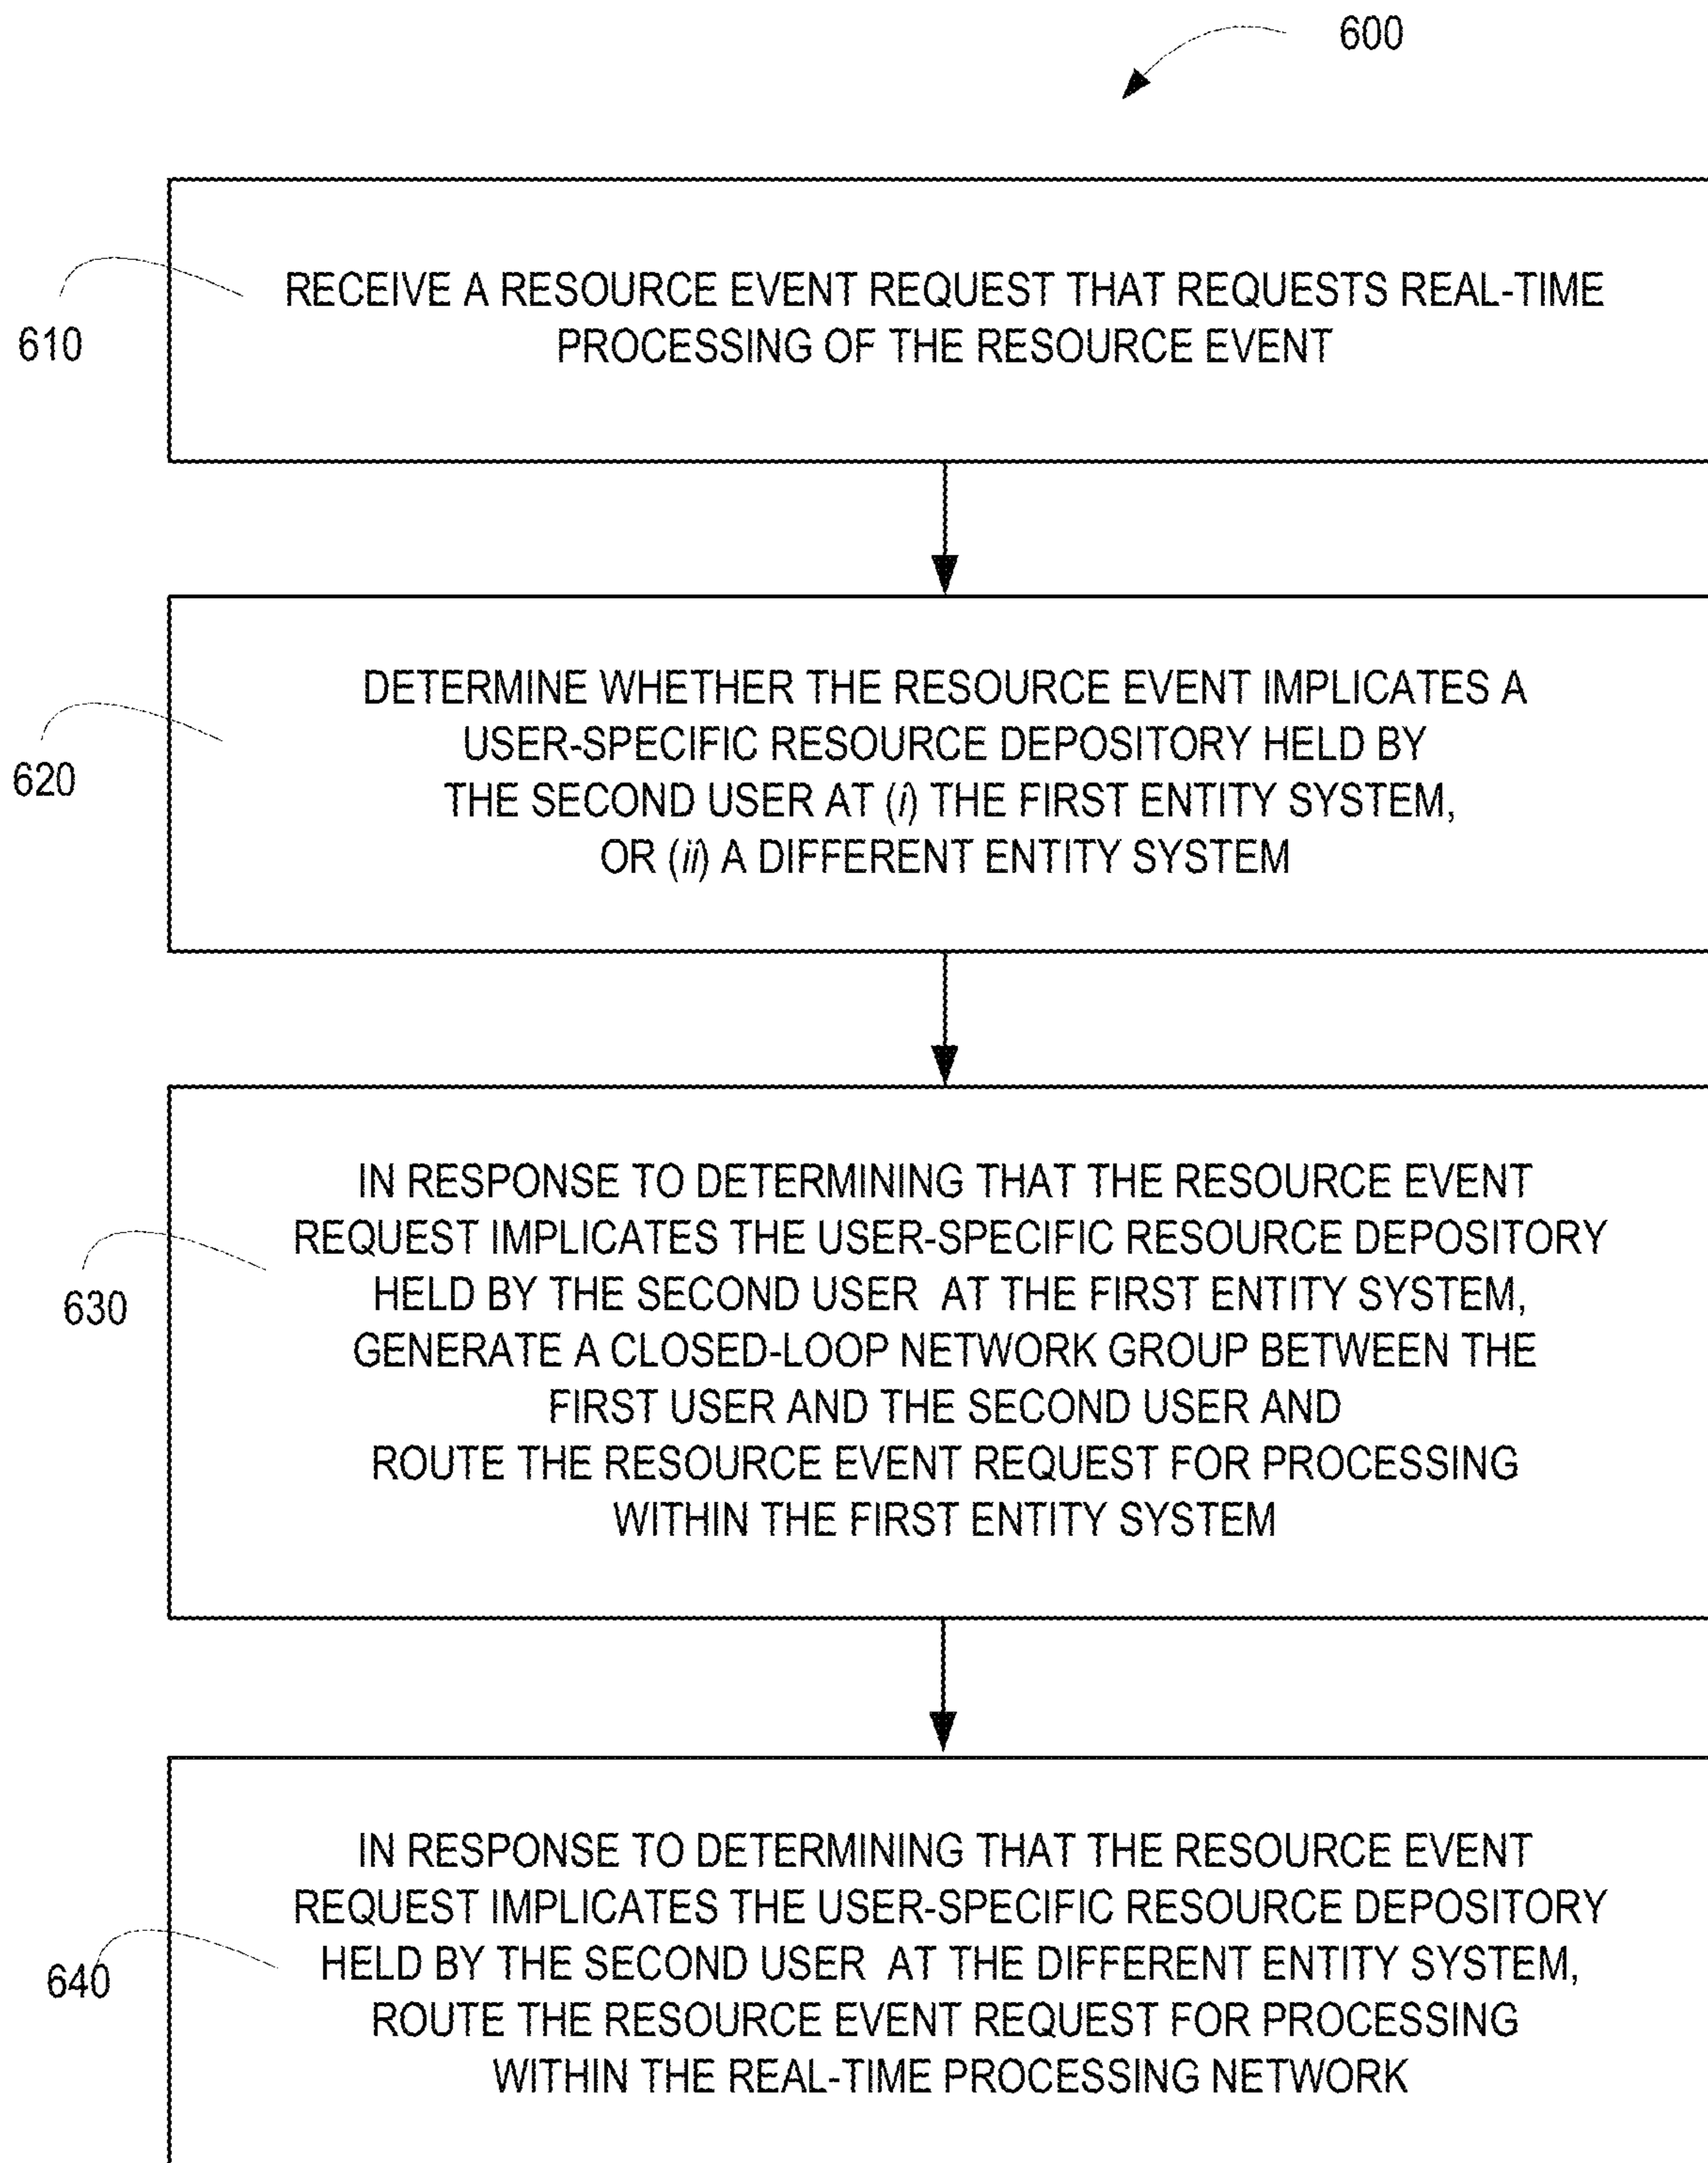 600
610
RECEIVE A RESOURCE EVENT REQUEST THAT REQUESTS REAL-TIME
PROCESSING OF THE RESOURCE EVENT
620
DETERMINE WHETHER THE RESOURCE EVENT IMPLICATES A
USER-SPECIFIC RESOURCE DEPOSITORY HELD BY
THE SECOND USER AT (i) THE FIRST ENTITY SYSTEM,
OR (ii) A DIFFERENT ENTITY SYSTEM
630
IN RESPONSE TO DETERMINING THAT THE RESOURCE EVENT
REQUEST IMPLICATES THE USER-SPECIFIC RESOURCE DEPOSITORY
HELD BY THE SECOND USER AT THE FIRST ENTITY SYSTEM,
GENERATE A CLOSED-LOOP NETWORK GROUP BETWEEN THE
FIRST USER AND THE SECOND USER AND
ROUTE THE RESOURCE EVENT REQUEST FOR PROCESSING
WITHIN THE FIRST ENTITY SYSTEM
640
IN RESPONSE TO DETERMINING THAT THE RESOURCE EVENT
REQUEST IMPLICATES THE USER-SPECIFIC RESOURCE DEPOSITORY
HELD BY THE SECOND USER AT THE DIFFERENT ENTITY SYSTEM,
ROUTE THE RESOURCE EVENT REQUEST FOR PROCESSING
WITHIN THE REAL-TIME PROCESSING NETWORK